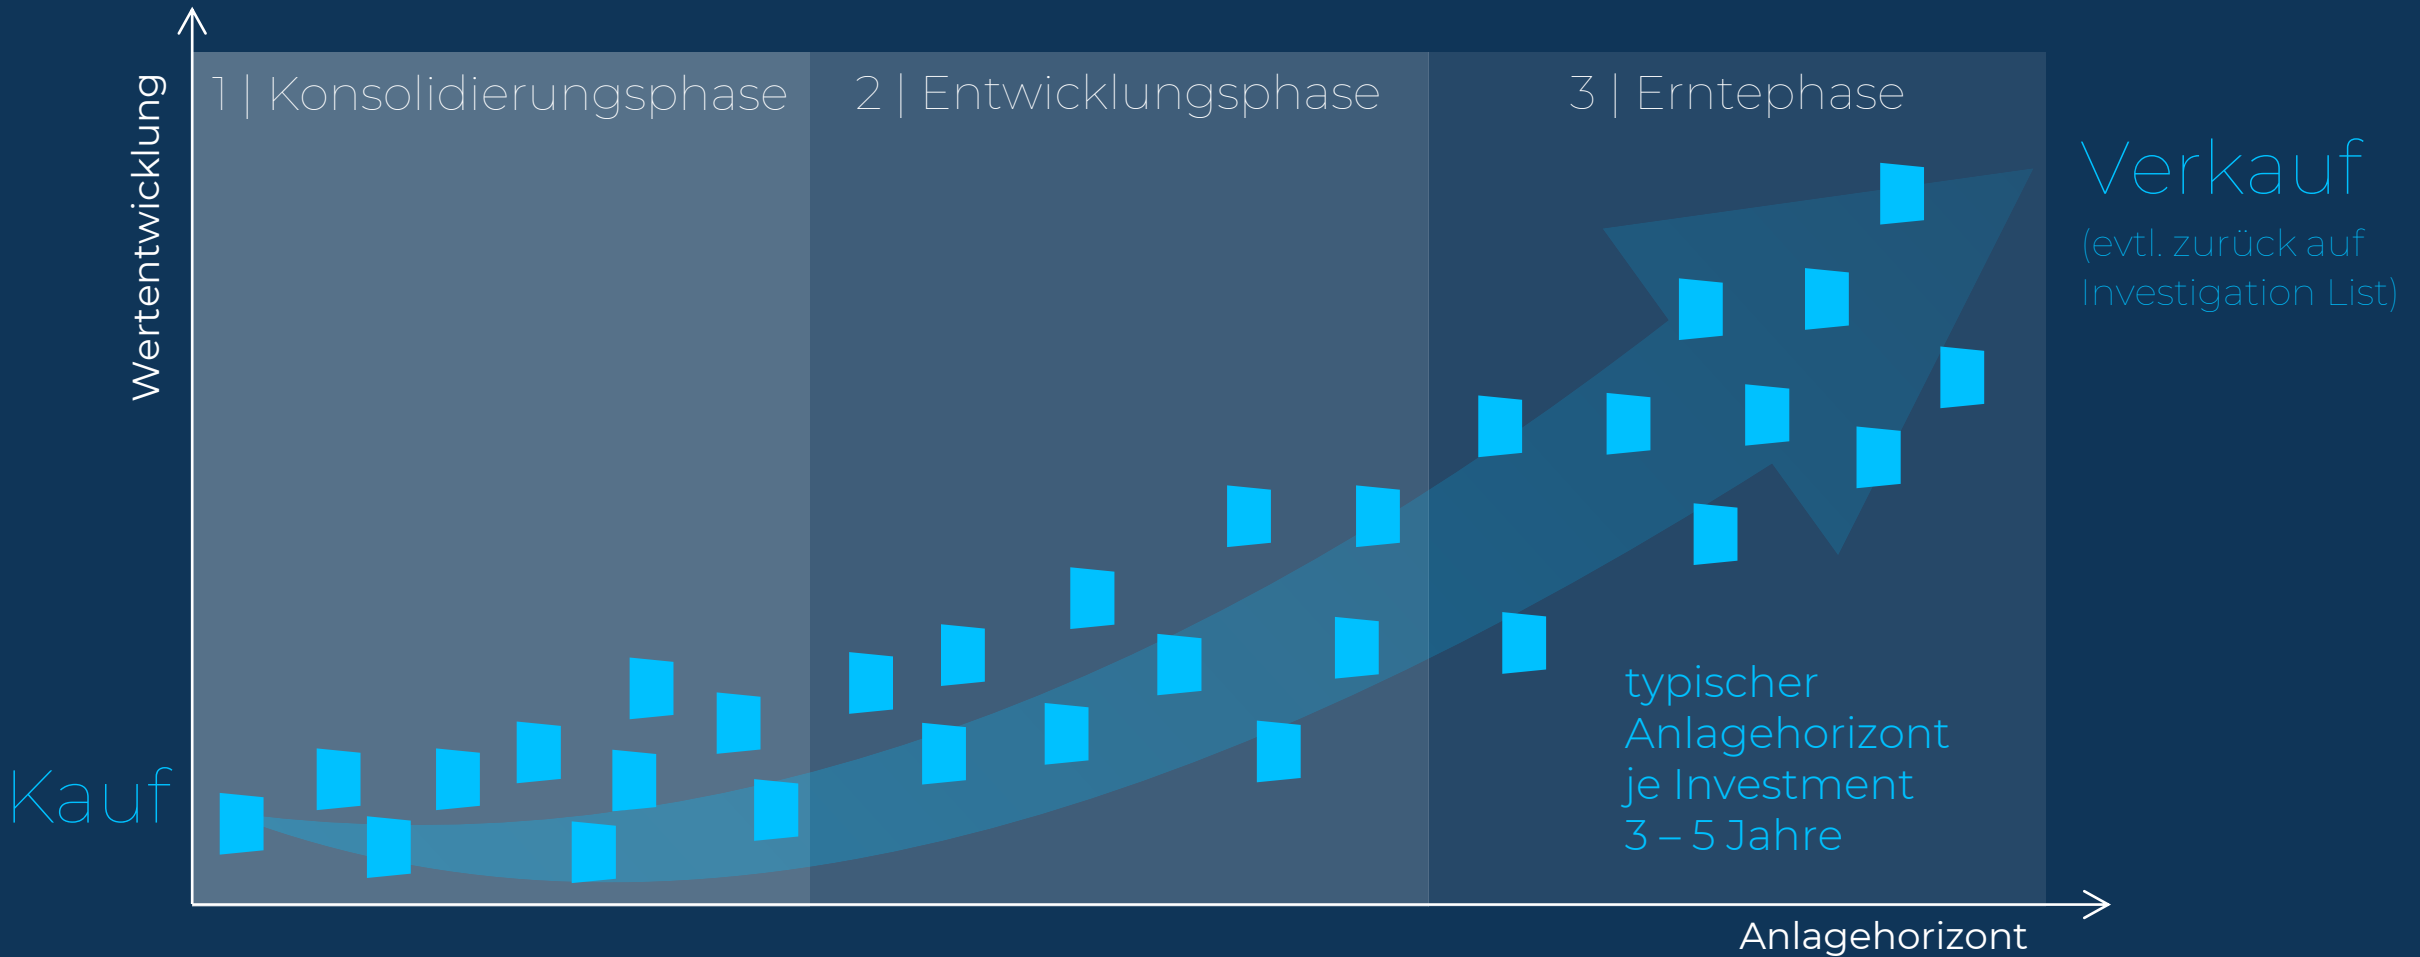 Wertentwicklung
1 | Konsolidierungsphase
2 | Entwicklungsphase
3 | Erntephase
Verkauf
(evtl. zurück auf
Investigation List)
Kauf
typischer
Anlagehorizont
je Investment
3 – 5 Jahre
Anlagehorizont